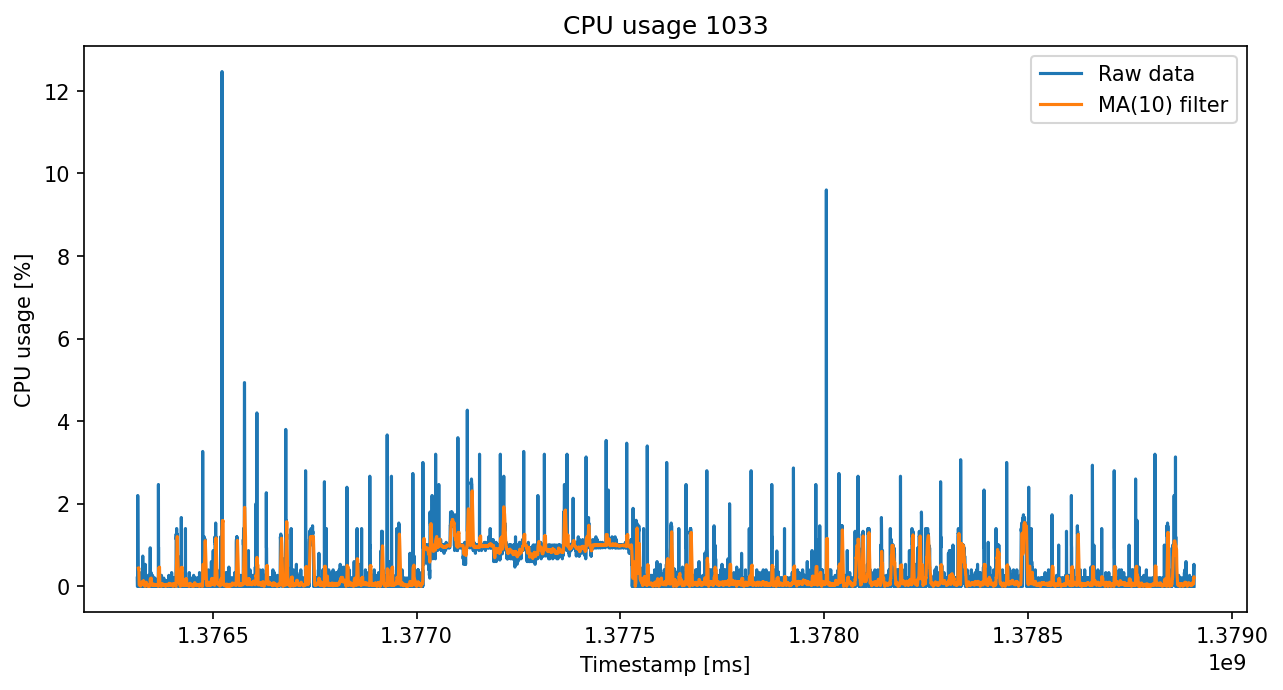 CPU usage 1033
Raw data
MA(10) filter
CPU usage [%]
12
10
8
6
4
2
0
1.3765 1.3770 1.3775 1.3780 1.3785 1.3790
1e9
Timestamp [ms]